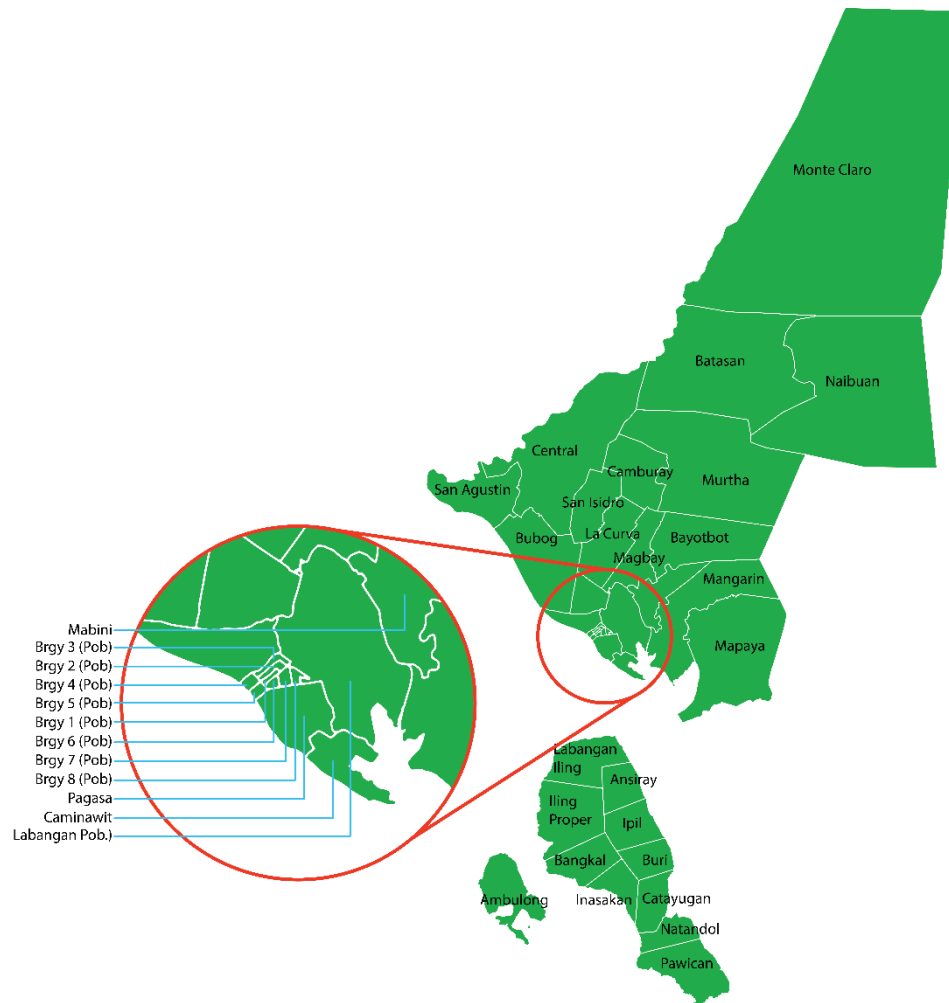 Monte Claro
Batasan
Naibuan
Central
Camburay
San Agustin
Murtha
San Isidro
Bubog
La Curva
Bayotbot
Magbay
Mangarin
Mapaya
Mabini
Brgy 3 (Pob)
Brgy 2 (Pob)
Brgy 4 (Pob)
Brgy 5 (Pob)
Brgy 1 (Pob)
Brgy 6 (Pob)
Brgy 7 (Pob)
Brgy 8 (Pob)
Pagasa
Caminawit
Labangan Pob.)
Labangan
Iling
Ansiray
Iling
Proper
Ipil
Bangkal
Buri
Ambulong
Inasakan
Catayugan
Natandol
Pawican